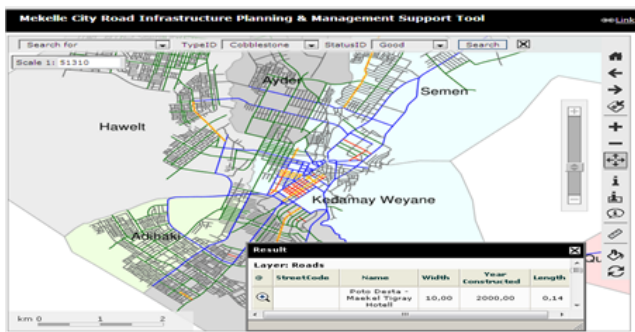 Mekelle City Road Infrastructure Planning & Management Support Tool
Link
Search for TypeID Cobblestone StatusID Good Search
Scale 1: 51310
Ayder
Semen
Hawelt
Kedamay Weyane
Adihaki
Qu
Result
Layer: Roads
StreetCode Name Width Year Constructed Length
Poto Desta - Maekel Tigray Hotell 10.00 2000.00 0.14
km 0 1 2